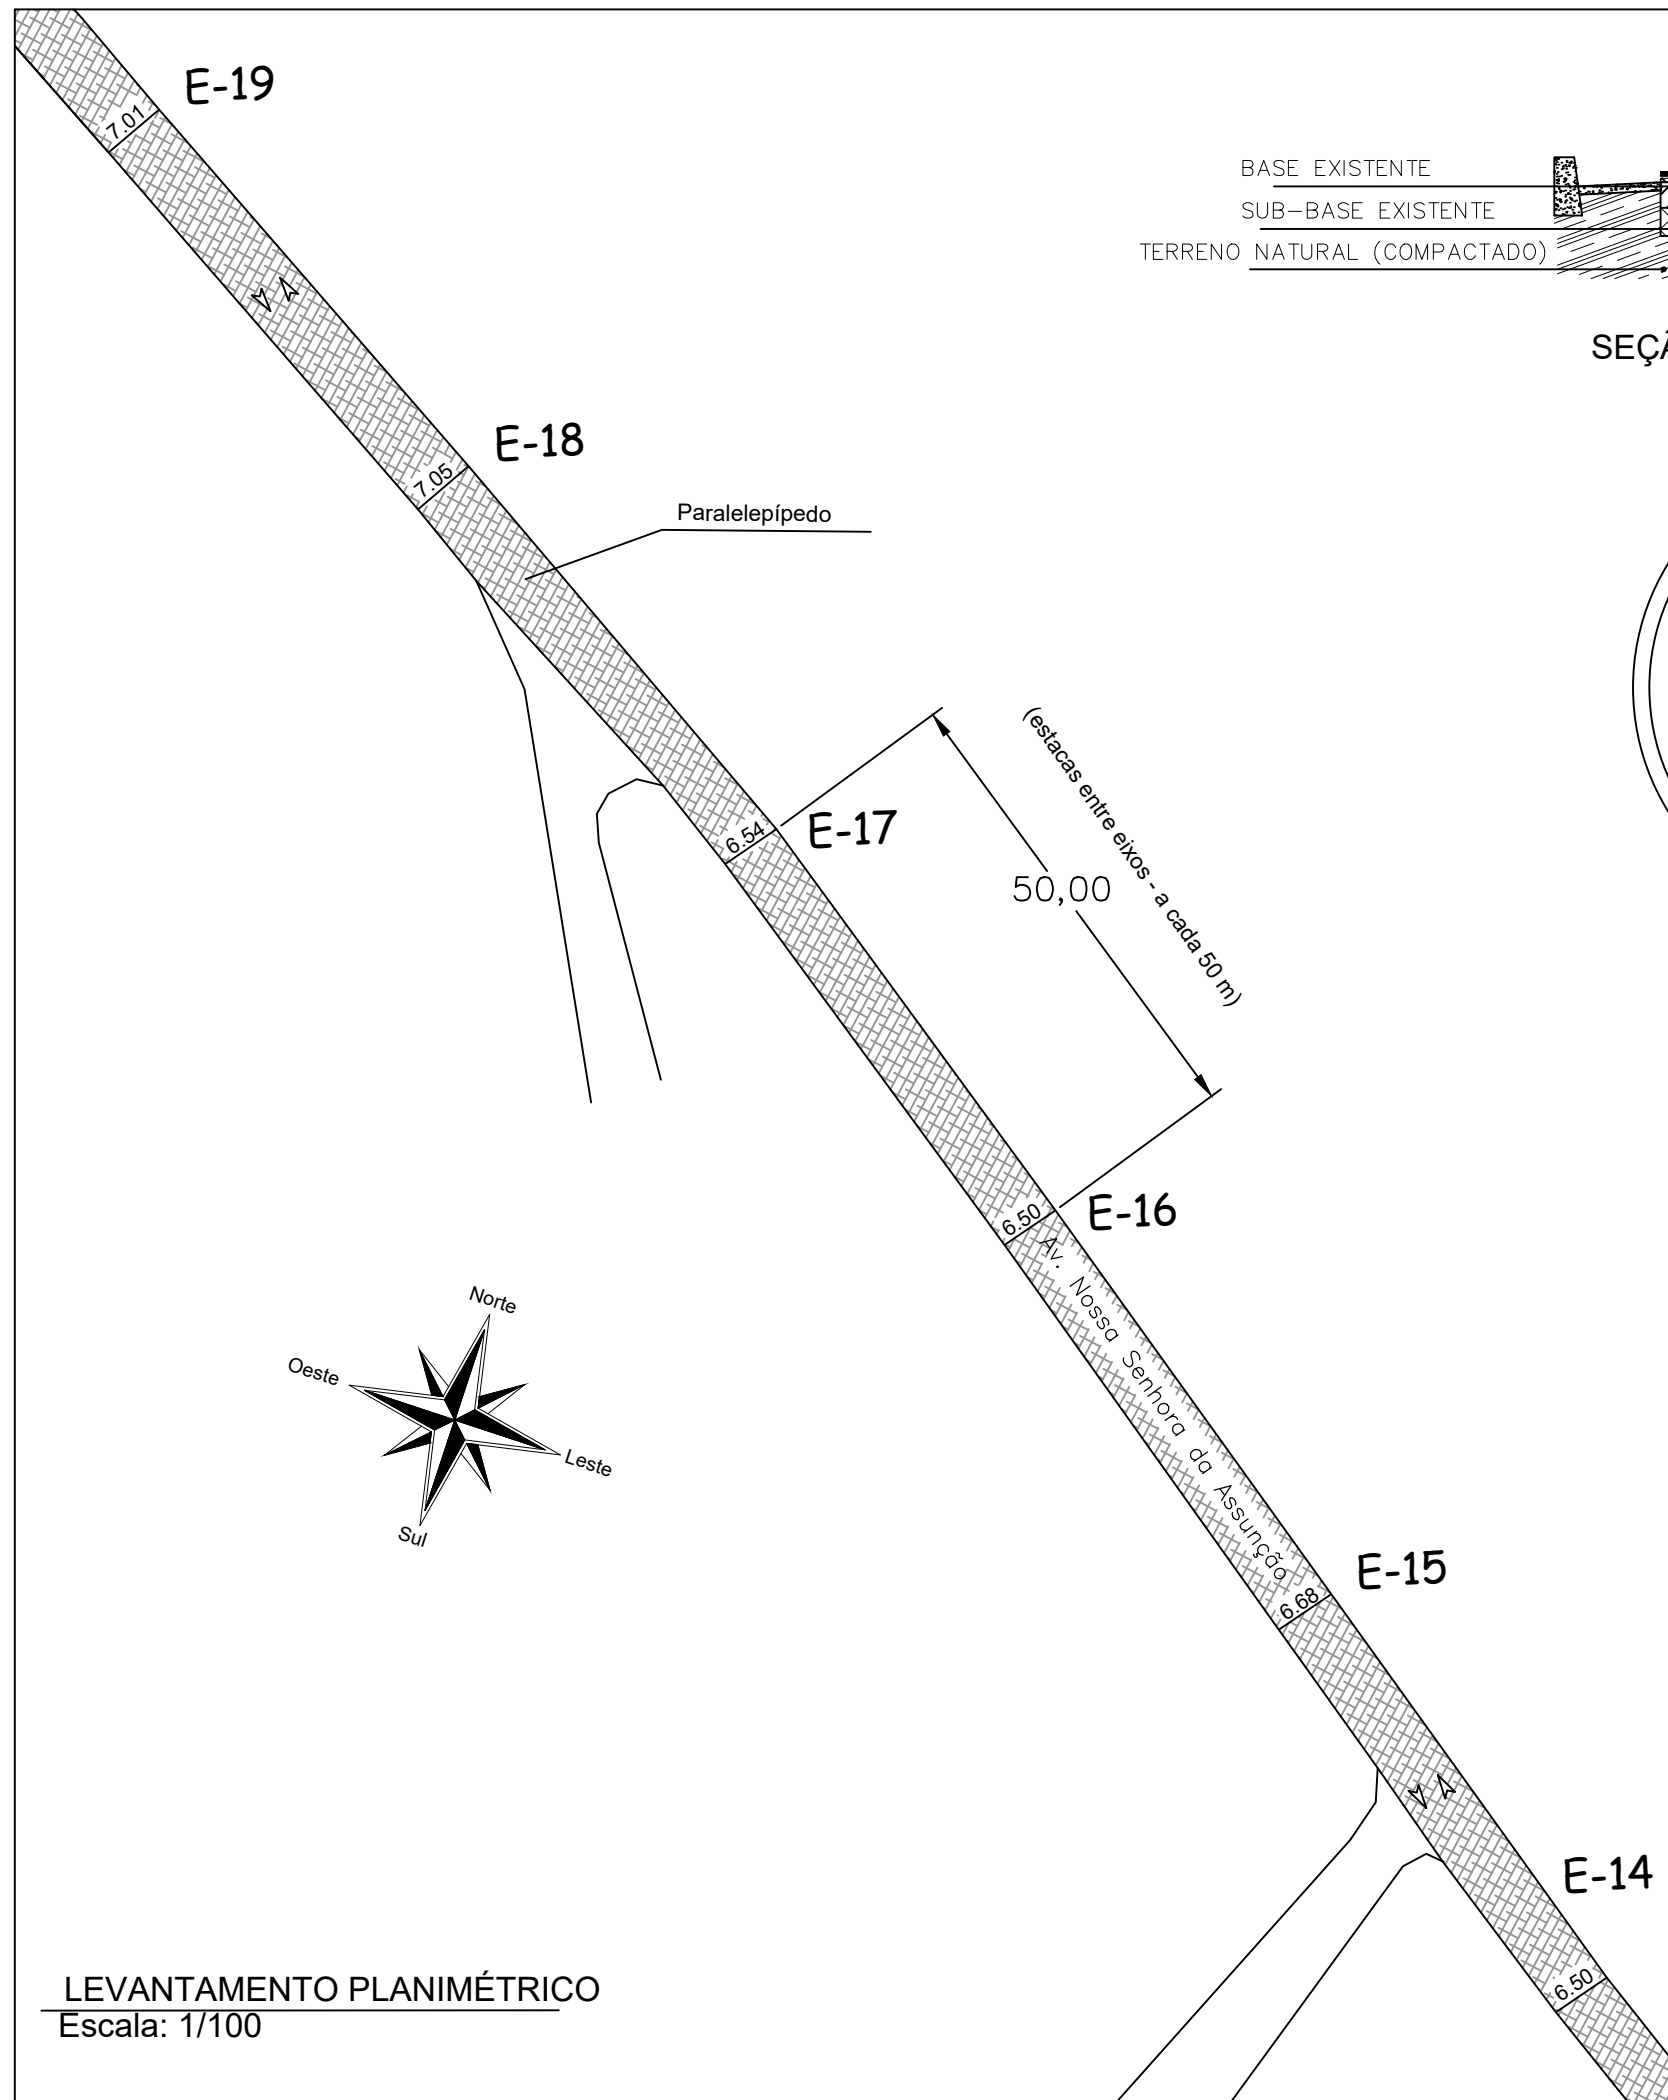 E-19
7.01
BASE EXISTENTE
SUB-BASE EXISTENTE
TERRENO NATURAL (COMPACTADO)
SEÇÃ
E-18
7.05
Paralelepípedo
(estacas entre eixos - a cada 50 m)
50,00
E-17
6.54
E-16
6.50
Av. Nossa Senhora da Assunção
Norte
Oeste
Leste
Sul
E-15
6.68
E-14
6.50
LEVANTAMENTO PLANIMÉTRICO
Escala: 1/100